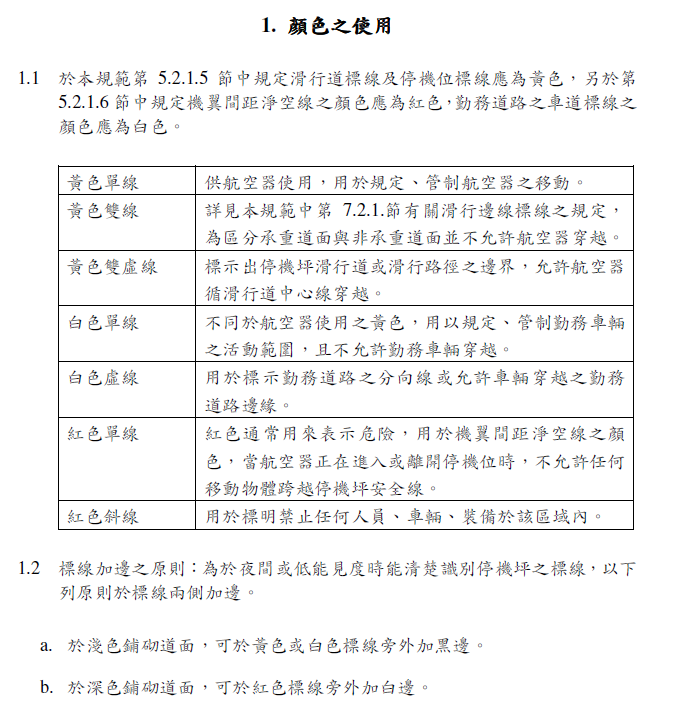 1. 顏色之使用
1.1 於本規範第 5.2.1.5 節中規定滑行道標線及停機位標線應為黃色，另於第
5.2.1.6 節中規定機翼間距淨空線之顏色應為紅色，勤務道路之車道標線之
顏色應為白色。
黃色單線 供航空器使用，用於規定、管制航空器之移動。
黃色雙線 詳見本規範中第 7.2.1.節有關滑行邊線標線之規定，
為區分承重道面與非承重道面並不允許航空器穿越。
黃色雙虛線 標示出停機坪滑行道或滑行路徑之邊界，允許航空器
循滑行道中心線穿越。
白色單線 不同於航空器使用之黃色，用以規定、管制勤務車輛
之活動範圍，且不允許勤務車輛穿越。
白色虛線 用於標示勤務道路之分向線或允許車輛穿越之勤務
道路邊緣。
紅色單線 紅色通常用來表示危險，用於機翼間距淨空線之顏
色，當航空器正在進入或離開停機位時，不允許任何
移動物體跨越停機坪安全線。
紅色斜線 用於標明禁止任何人員、車輛、裝備於該區域內。
1.2 標線加邊之原則：為於夜間或低能見度時能清楚識別停機坪之標線，以下
列原則於標線兩側加邊。
a. 於淺色鋪砌道面，可於黃色或白色標線旁外加黑邊。
b. 於深色鋪砌道面，可於紅色標線旁外加白邊。